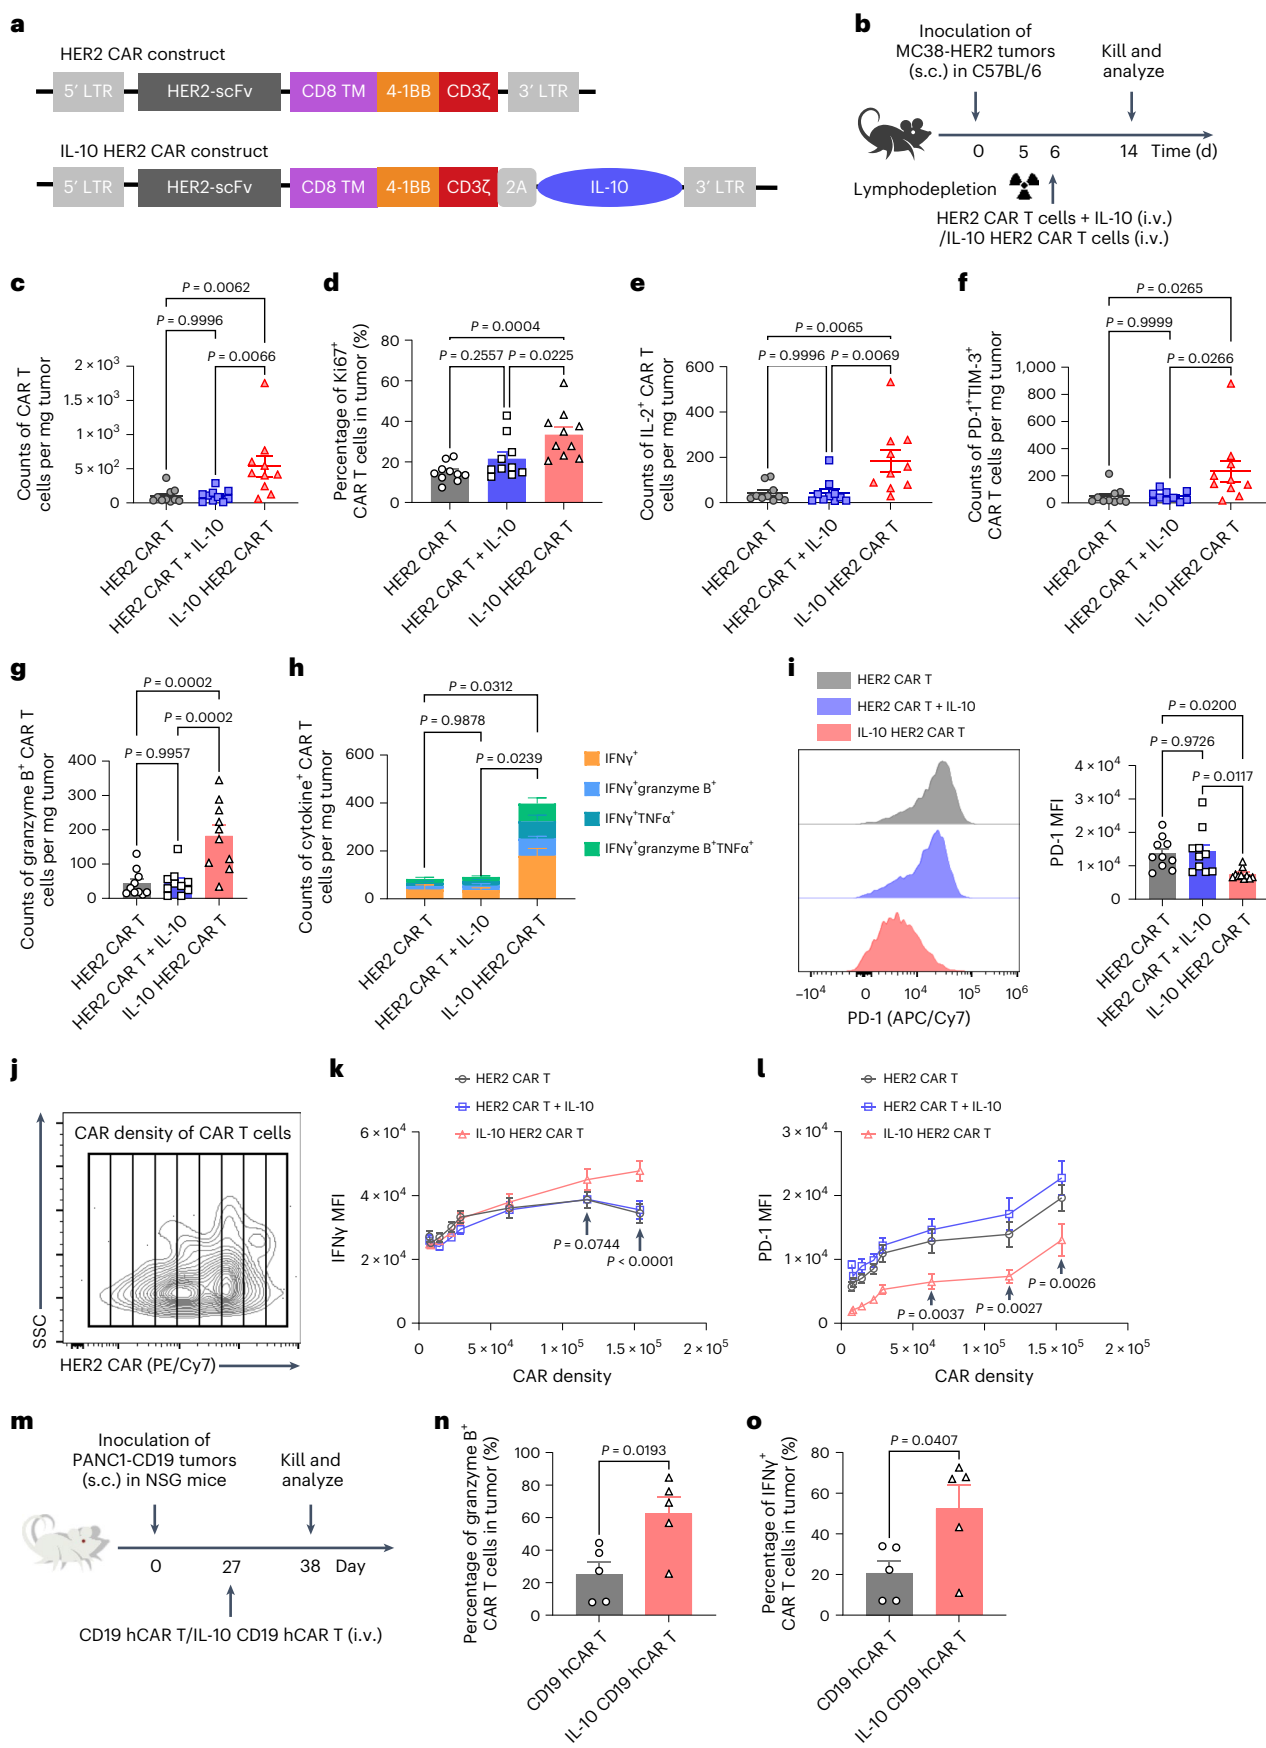 a
HER2 CAR construct
5′ LTR HER2-scFv CD8 TM 4-1BB CD3ζ 3′ LTR
IL-10 HER2 CAR construct
5′ LTR HER2-scFv CD8 TM 4-1BB CD3ζ 2A IL-10 3′ LTR
b
Inoculation of
MC38-HER2 tumors
(s.c.) in C57BL/6
Kill and
analyze
0 5 6 14 Time (d)
Lymphodepletion
HER2 CAR T cells + IL-10 (i.v.)
/IL-10 HER2 CAR T cells (i.v.)
c
P = 0.0062
P = 0.9996
P = 0.0066
Counts of CAR T
cells per mg tumor
2 × 10³
1.5 × 10³
1 × 10³
5 × 10²
0
HER2 CAR T
HER2 CAR T + IL-10
IL-10 HER2 CAR T
d
P = 0.0004
P = 0.2557
P = 0.0225
Percentage of Ki67⁺
CAR T cells in tumor (%)
80
60
40
20
0
HER2 CAR T
HER2 CAR T + IL-10
IL-10 HER2 CAR T
e
P = 0.0065
P = 0.9996
P = 0.0069
Counts of IL-2⁺ CAR T
cells per mg tumor
600
400
200
0
HER2 CAR T
HER2 CAR T + IL-10
IL-10 HER2 CAR T
f
P = 0.0265
P = 0.9999
P = 0.0266
Counts of PD-1⁺TIM-3⁺
CAR T cells per mg tumor
1,000
800
600
400
200
0
HER2 CAR T
HER2 CAR T + IL-10
IL-10 HER2 CAR T
g
P = 0.0002
P = 0.0002
P = 0.9957
Counts of granzyme B⁺ CAR T
cells per mg tumor
400
300
200
100
0
HER2 CAR T
HER2 CAR T + IL-10
IL-10 HER2 CAR T
h
P = 0.0312
P = 0.9878
P = 0.0239
Counts of cytokine⁺ CAR T
cells per mg tumor
600
400
200
0
HER2 CAR T
HER2 CAR T + IL-10
IL-10 HER2 CAR T
IFNγ⁺
IFNγ⁺granzyme B⁺
IFNγ⁺TNFα⁺
IFNγ⁺granzyme B⁺TNFα⁺
i
HER2 CAR T
HER2 CAR T + IL-10
IL-10 HER2 CAR T
−10⁴ 0 10⁴ 10⁵ 10⁶
PD-1 (APC/Cy7)
P = 0.0200
P = 0.9726
P = 0.0117
PD-1 MFI
4 × 10⁴
3 × 10⁴
2 × 10⁴
1 × 10⁴
0
HER2 CAR T
HER2 CAR T + IL-10
IL-10 HER2 CAR T
j
CAR density of CAR T cells
SSC
HER2 CAR (PE/Cy7)
k
HER2 CAR T
HER2 CAR T + IL-10
IL-10 HER2 CAR T
IFNγ MFI
6 × 10⁴
4 × 10⁴
2 × 10⁴
0
P = 0.0744
P < 0.0001
0 5 × 10⁴ 1 × 10⁵ 1.5 × 10⁵ 2 × 10⁵
CAR density
l
HER2 CAR T
HER2 CAR T + IL-10
IL-10 HER2 CAR T
PD-1 MFI
3 × 10⁴
2 × 10⁴
1 × 10⁴
0
P = 0.0026
P = 0.0027
P = 0.0037
0 5 × 10⁴ 1 × 10⁵ 1.5 × 10⁵ 2 × 10⁵
CAR density
m
Inoculation of
PANC1-CD19 tumors
(s.c.) in NSG mice
Kill and
analyze
0 27 38 Day
CD19 hCAR T/IL-10 CD19 hCAR T (i.v.)
n
P = 0.0193
Percentage of granzyme B⁺
CAR T cells in tumor (%)
100
80
60
40
20
0
CD19 hCAR T
IL-10 CD19 hCAR T
o
P = 0.0407
Percentage of IFNγ⁺
CAR T cells in tumor (%)
80
60
40
20
0
CD19 hCAR T
IL-10 CD19 hCAR T